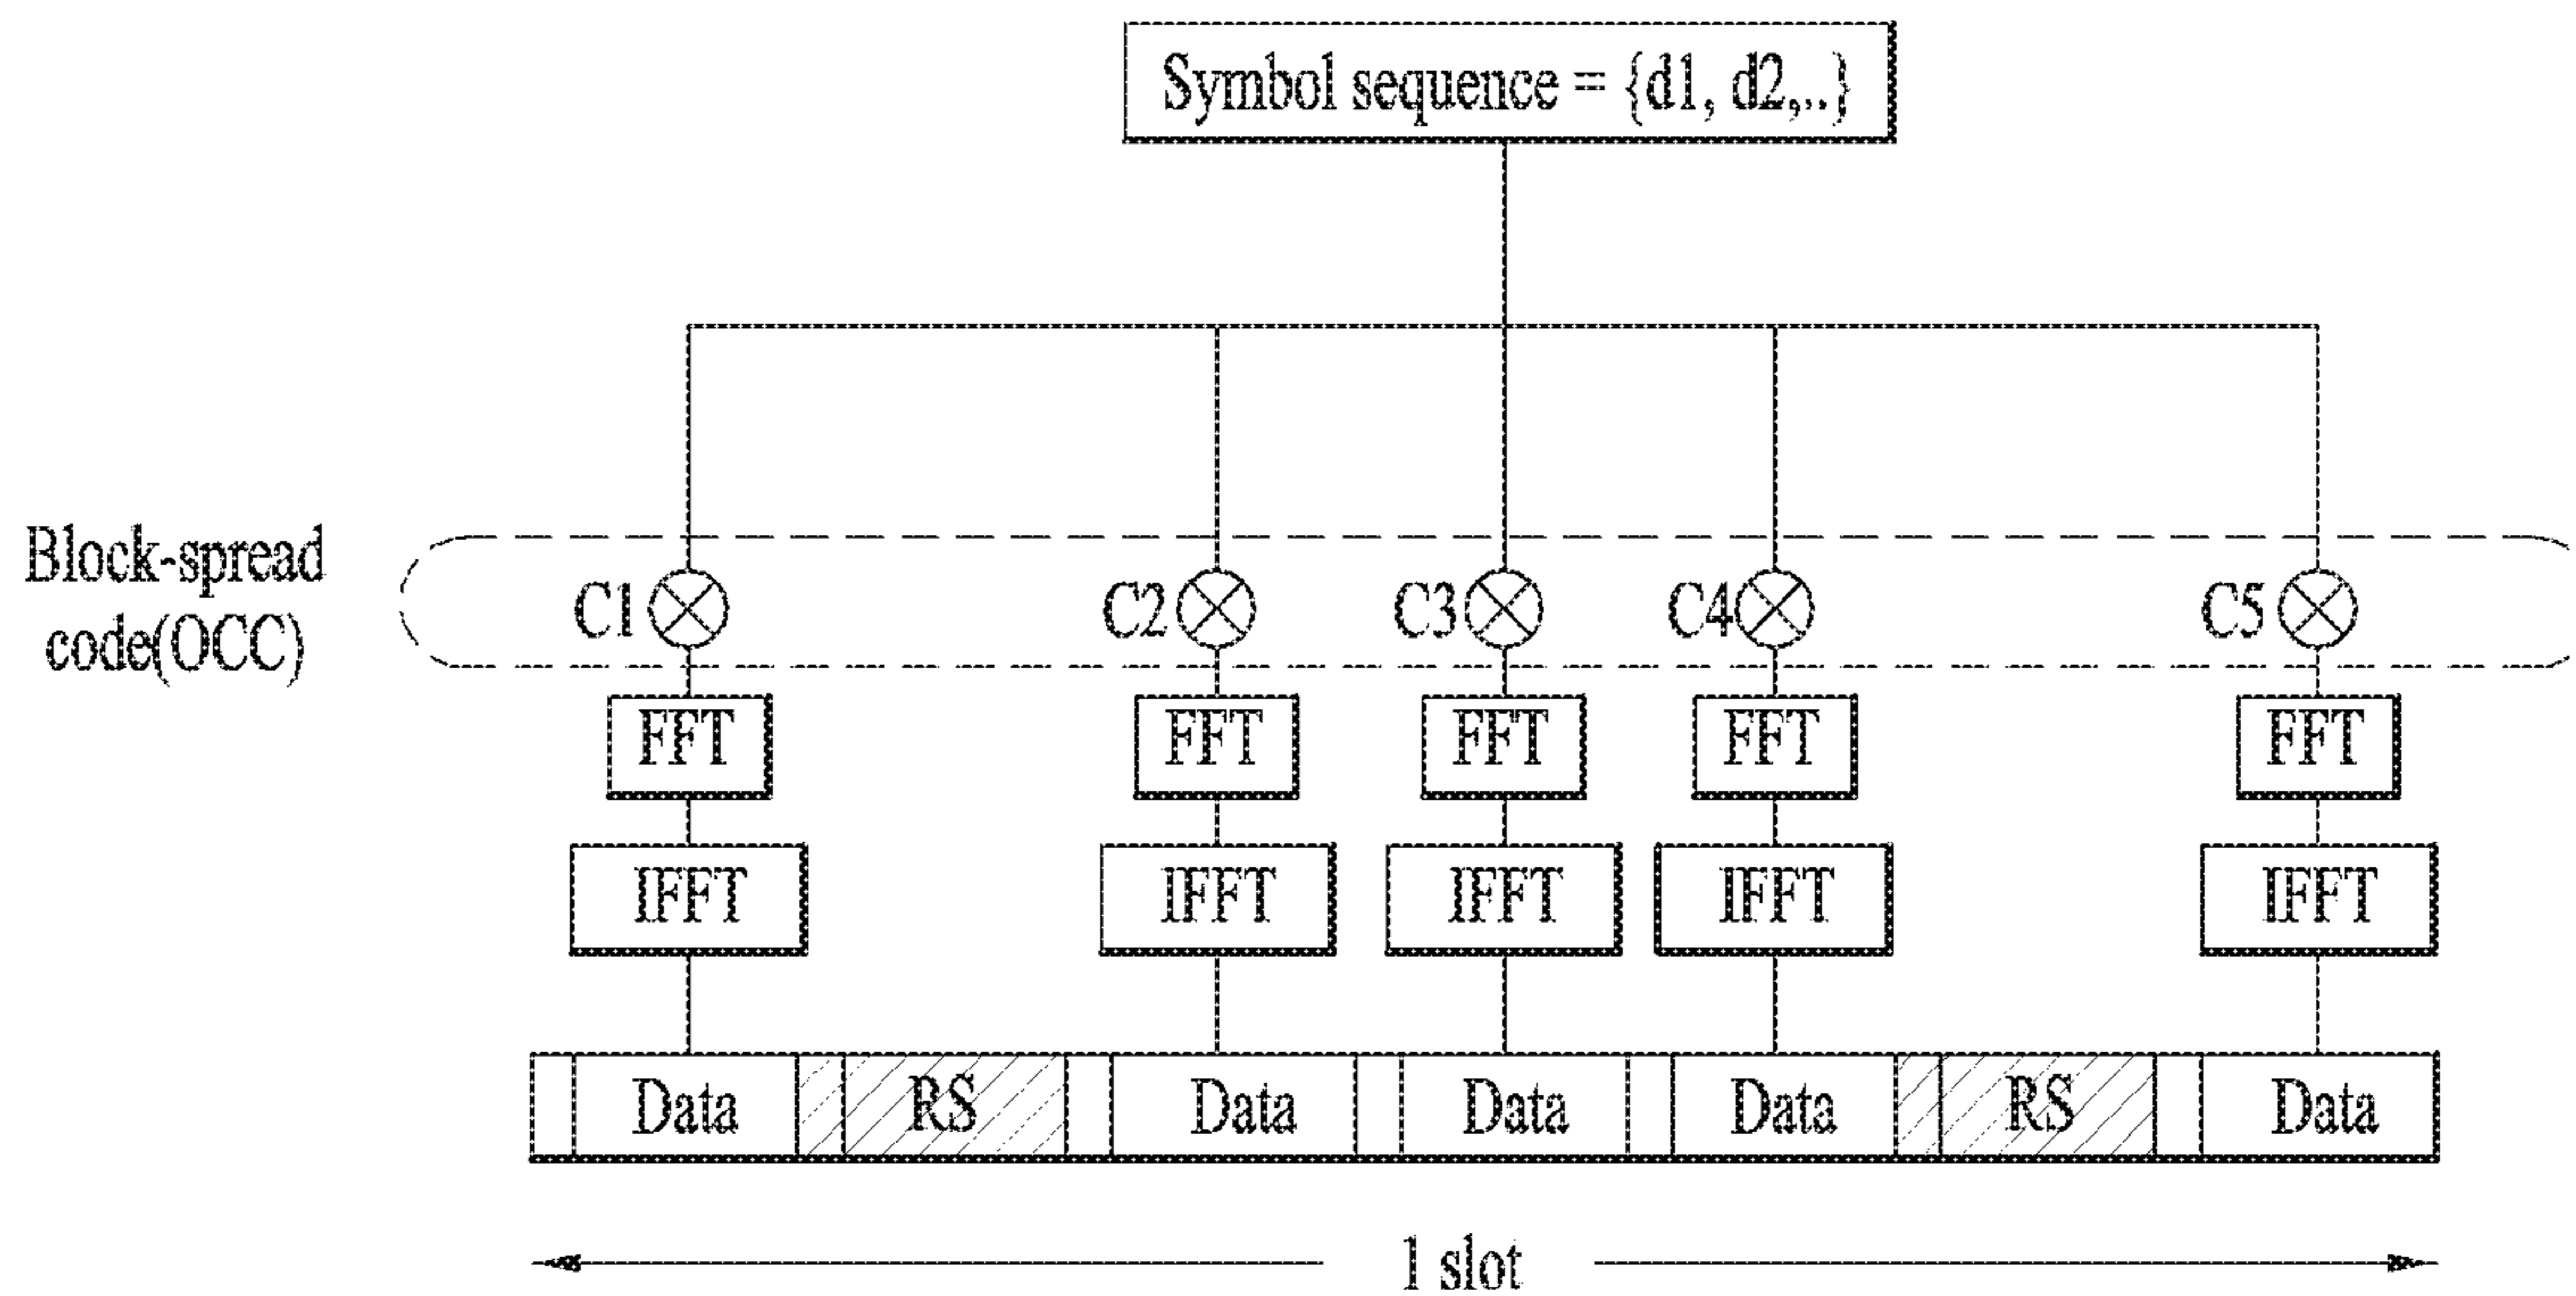 Symbol sequence = {d1, d2,..}
Block-spread
code(OCC)
C1
C2
C3
C4
C5
FFT
FFT
FFT
FFT
FFT
IFFT
IFFT
IFFT
IFFT
IFFT
Data
RS
Data
Data
Data
RS
Data
1 slot